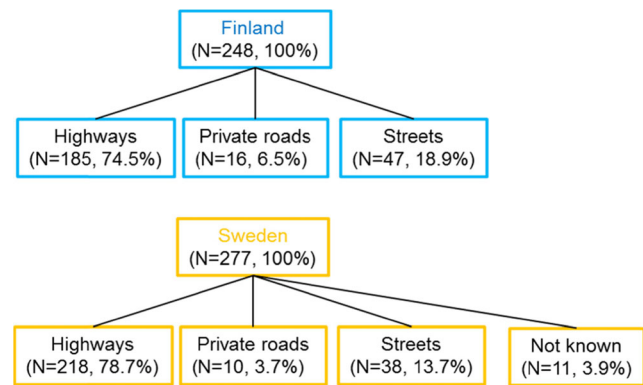 Finland
(N=248, 100%)
Highways
(N=185, 74.5%)
Private roads
(N=16, 6.5%)
Streets
(N=47, 18.9%)
Sweden
(N=277, 100%)
Highways
(N=218, 78.7%)
Private roads
(N=10, 3.7%)
Streets
(N=38, 13.7%)
Not known
(N=11, 3.9%)